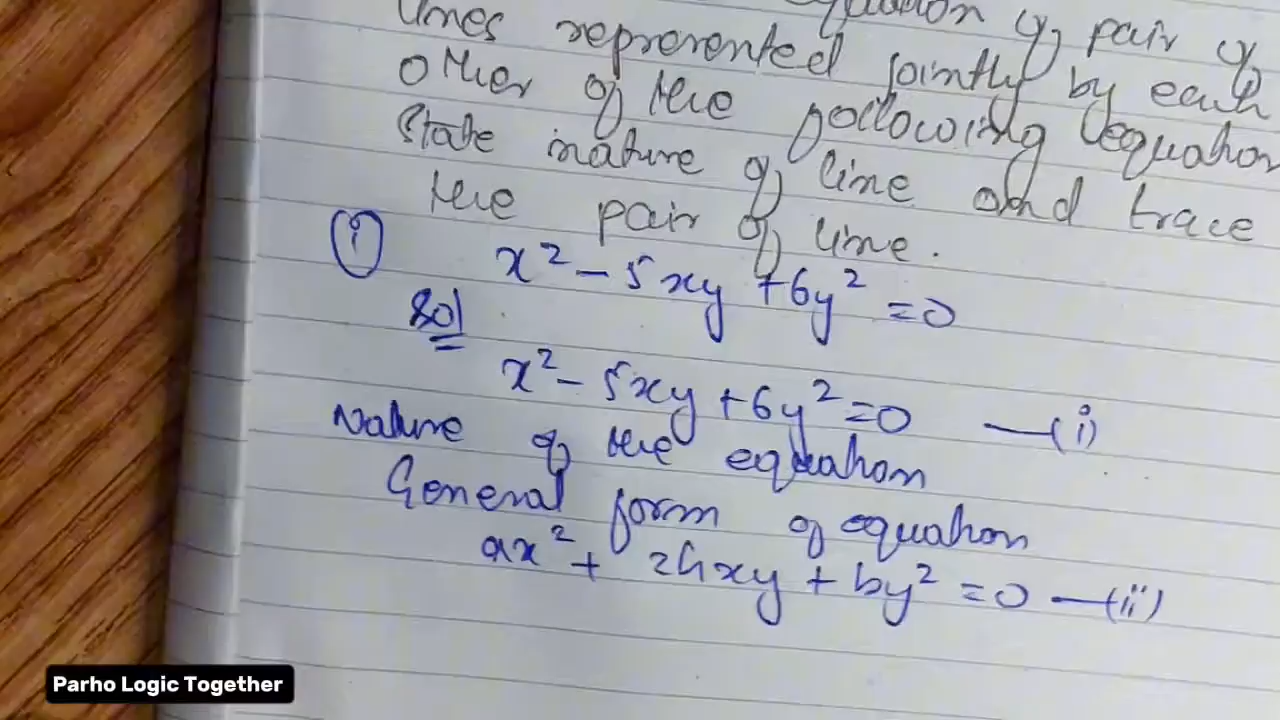 lines represented jointly by each
other of the following equation
State nature of line and trace
the pair of line.
(i) x² - 5xy + 6y² = 0
Sol
x² - 5xy + 6y² = 0 —(i)
Nature of the equation
General form of equation
ax² + 2hxy + by² = 0 —(ii)
Parho Logic Together